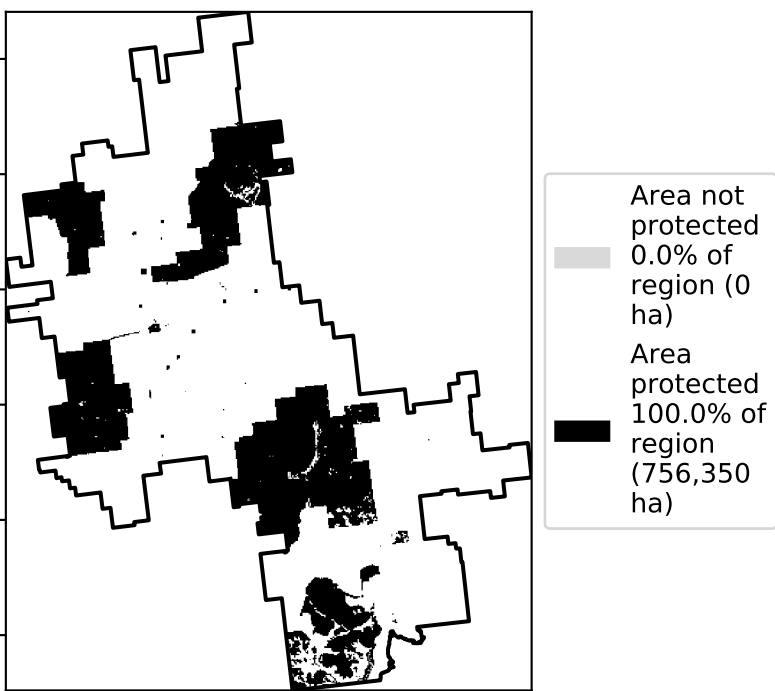 Area not
protected
0.0% of
region (0
ha)
Area
protected
100.0% of
region
(756,350
ha)